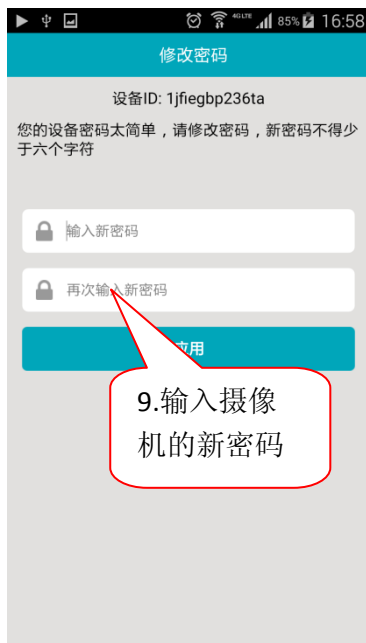 4G LTE 85% 16:58
修改密码
设备ID: 1jfiegbp236ta
您的设备密码太简单，请修改密码，新密码不得少
于六个字符
输入新密码
再次输入新密码
应用
9.输入摄像
机的新密码